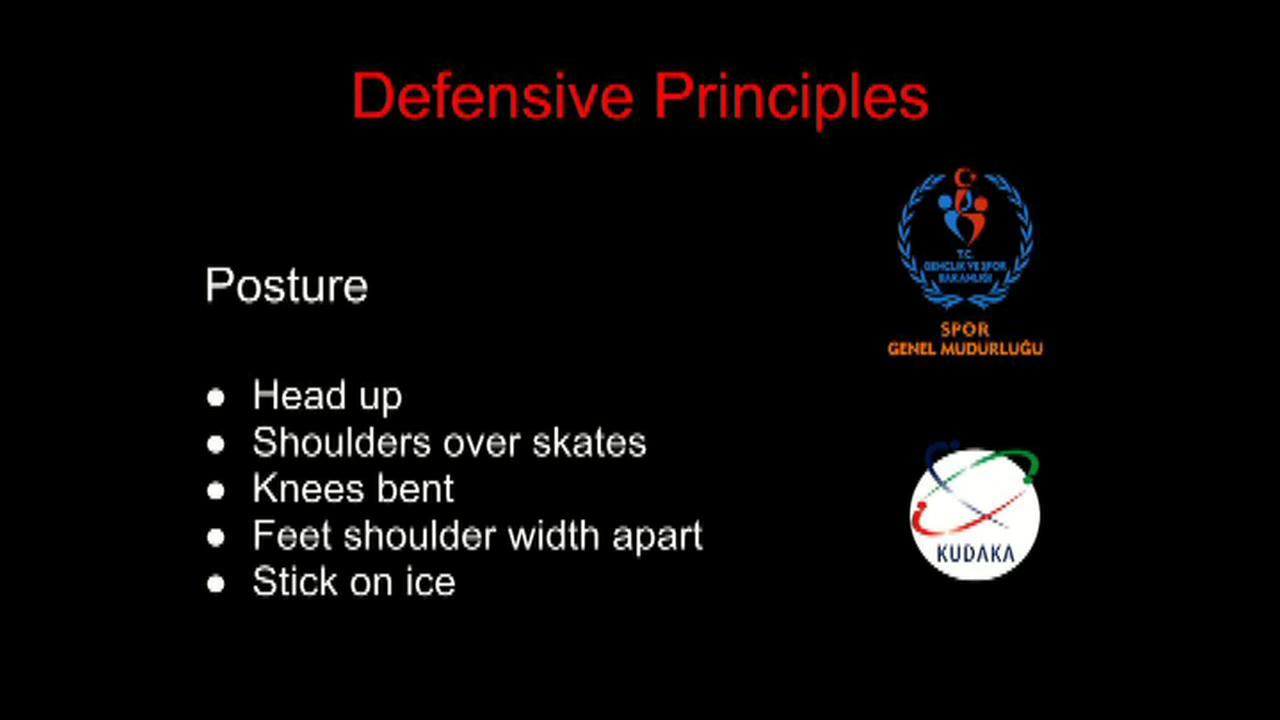 Defensive Principles
Posture
● Head up
● Shoulders over skates
● Knees bent
● Feet shoulder width apart
● Stick on ice
T.C.
GENÇLİK VE SPOR
BAKANLIĞI
SPOR
GENEL MÜDÜRLÜĞÜ
KUDAKA